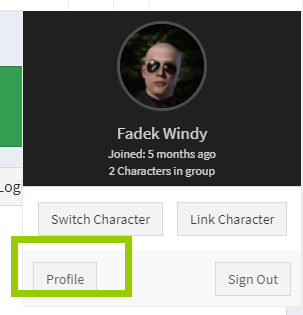 Fadek Windy
Joined: 5 months ago
2 Characters in group
Log
Switch Character Link Character
Profile Sign Out